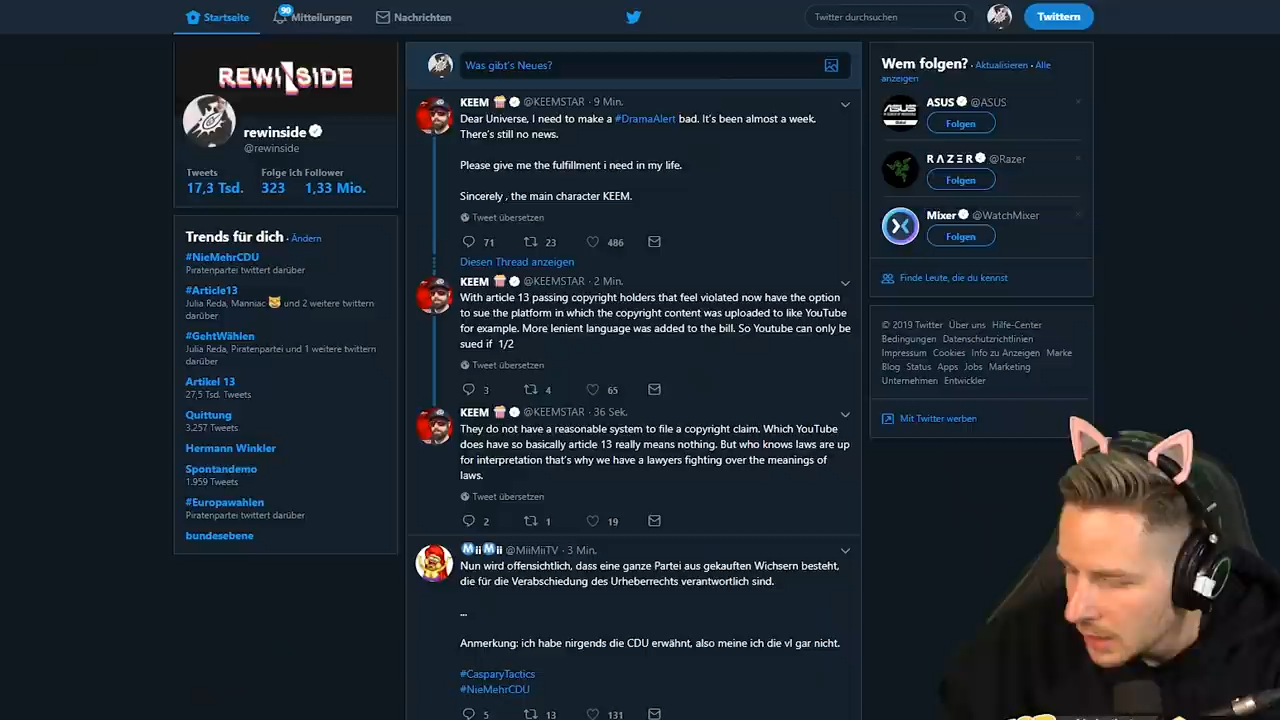 Startseite
90
Mitteilungen
Nachrichten
Twitter durchsuchen
Twittern
REWINSIDE
rewinside
@rewinside
Tweets Folge ich Follower
17,3 Tsd. 323 1,33 Mio.
Trends für dich · Ändern
#NieMehrCDU
Piratenpartei twittert darüber
#Article13
Julia Reda, Manniac 😼 und 2 weitere twittern
darüber
#GehtWählen
Julia Reda, Piratenpartei und 1 weitere twittern
darüber
Artikel 13
27,5 Tsd. Tweets
Quittung
3.257 Tweets
Hermann Winkler
Spontandemo
1.959 Tweets
#Europawahlen
Piratenpartei twittert darüber
bundesebene
Was gibt's Neues?
KEEM 🍿 @KEEMSTAR · 9 Min.
Dear Universe, I need to make a #DramaAlert bad. It's been almost a week.
There's still no news.
Please give me the fulfillment i need in my life.
Sincerely , the main character KEEM.
Tweet übersetzen
71 23 486
Diesen Thread anzeigen
KEEM 🍿 @KEEMSTAR · 2 Min.
With article 13 passing copyright holders that feel violated now have the option
to sue the platform in which the copyright content was uploaded to like YouTube
for example. More lenient language was added to the bill. So Youtube can only be
sued if 1/2
Tweet übersetzen
3 4 65
KEEM 🍿 @KEEMSTAR · 36 Sek.
They do not have a reasonable system to file a copyright claim. Which YouTube
does have so basically article 13 really means nothing. But who knows laws are up
for interpretation that's why we have a lawyers fighting over the meanings of
laws.
Tweet übersetzen
2 1 19
Ⓜ️iiⓂ️ii @MiiMiiTV · 3 Min.
Nun wird offensichtlich, dass eine ganze Partei aus gekauften Wichsern besteht,
die für die Verabschiedung des Urheberrechts verantwortlich sind.
...
Anmerkung: ich habe nirgends die CDU erwähnt, also meine ich die vl gar nicht.
#CasparyTactics
#NieMehrCDU
5 13 131
Wem folgen? · Aktualisieren · Alle
anzeigen
ASUS @ASUS
Folgen
R Λ Z Ξ R @Razer
Folgen
Mixer @WatchMixer
Folgen
Finde Leute, die du kennst
© 2019 Twitter Über uns Hilfe-Center
Bedingungen Datenschutzrichtlinien
Impressum Cookies Info zu Anzeigen Marke
Blog Status Apps Jobs Marketing
Unternehmen Entwickler
Mit Twitter werben